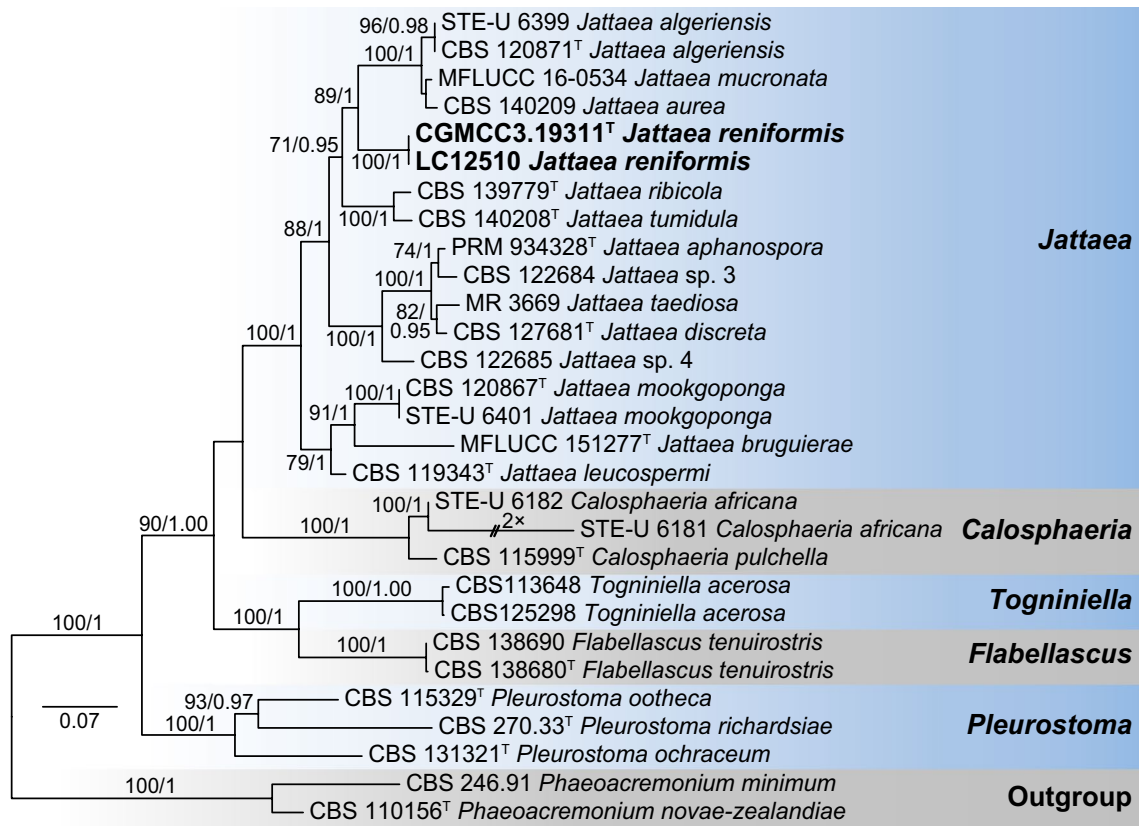 96/0.98
STE-U 6399 Jattaea algeriensis
100/1
CBS 120871ᵀ Jattaea algeriensis
MFLUCC 16-0534 Jattaea mucronata
89/1
CBS 140209 Jattaea aurea
CGMCC3.19311ᵀ Jattaea reniformis
71/0.95
100/1
LC12510 Jattaea reniformis
CBS 139779ᵀ Jattaea ribicola
100/1
CBS 140208ᵀ Jattaea tumidula
Jattaea
88/1
74/1
PRM 934328ᵀ Jattaea aphanospora
100/1
CBS 122684 Jattaea sp. 3
MR 3669 Jattaea taediosa
82/
0.95
CBS 127681ᵀ Jattaea discreta
100/1
100/1
CBS 122685 Jattaea sp. 4
100/1
CBS 120867ᵀ Jattaea mookgoponga
91/1
STE-U 6401 Jattaea mookgoponga
MFLUCC 151277ᵀ Jattaea bruguierae
79/1
CBS 119343ᵀ Jattaea leucospermi
100/1
STE-U 6182 Calosphaeria africana
90/1.00
100/1
2×
STE-U 6181 Calosphaeria africana
Calosphaeria
CBS 115999ᵀ Calosphaeria pulchella
100/1.00
CBS113648 Togniniella acerosa
Togniniella
100/1
CBS125298 Togniniella acerosa
100/1
100/1
CBS 138690 Flabellascus tenuirostris
Flabellascus
CBS 138680ᵀ Flabellascus tenuirostris
93/0.97
CBS 115329ᵀ Pleurostoma ootheca
0.07
100/1
CBS 270.33ᵀ Pleurostoma richardsiae
Pleurostoma
CBS 131321ᵀ Pleurostoma ochraceum
100/1
CBS 246.91 Phaeoacremonium minimum
Outgroup
CBS 110156ᵀ Phaeoacremonium novae-zealandiae